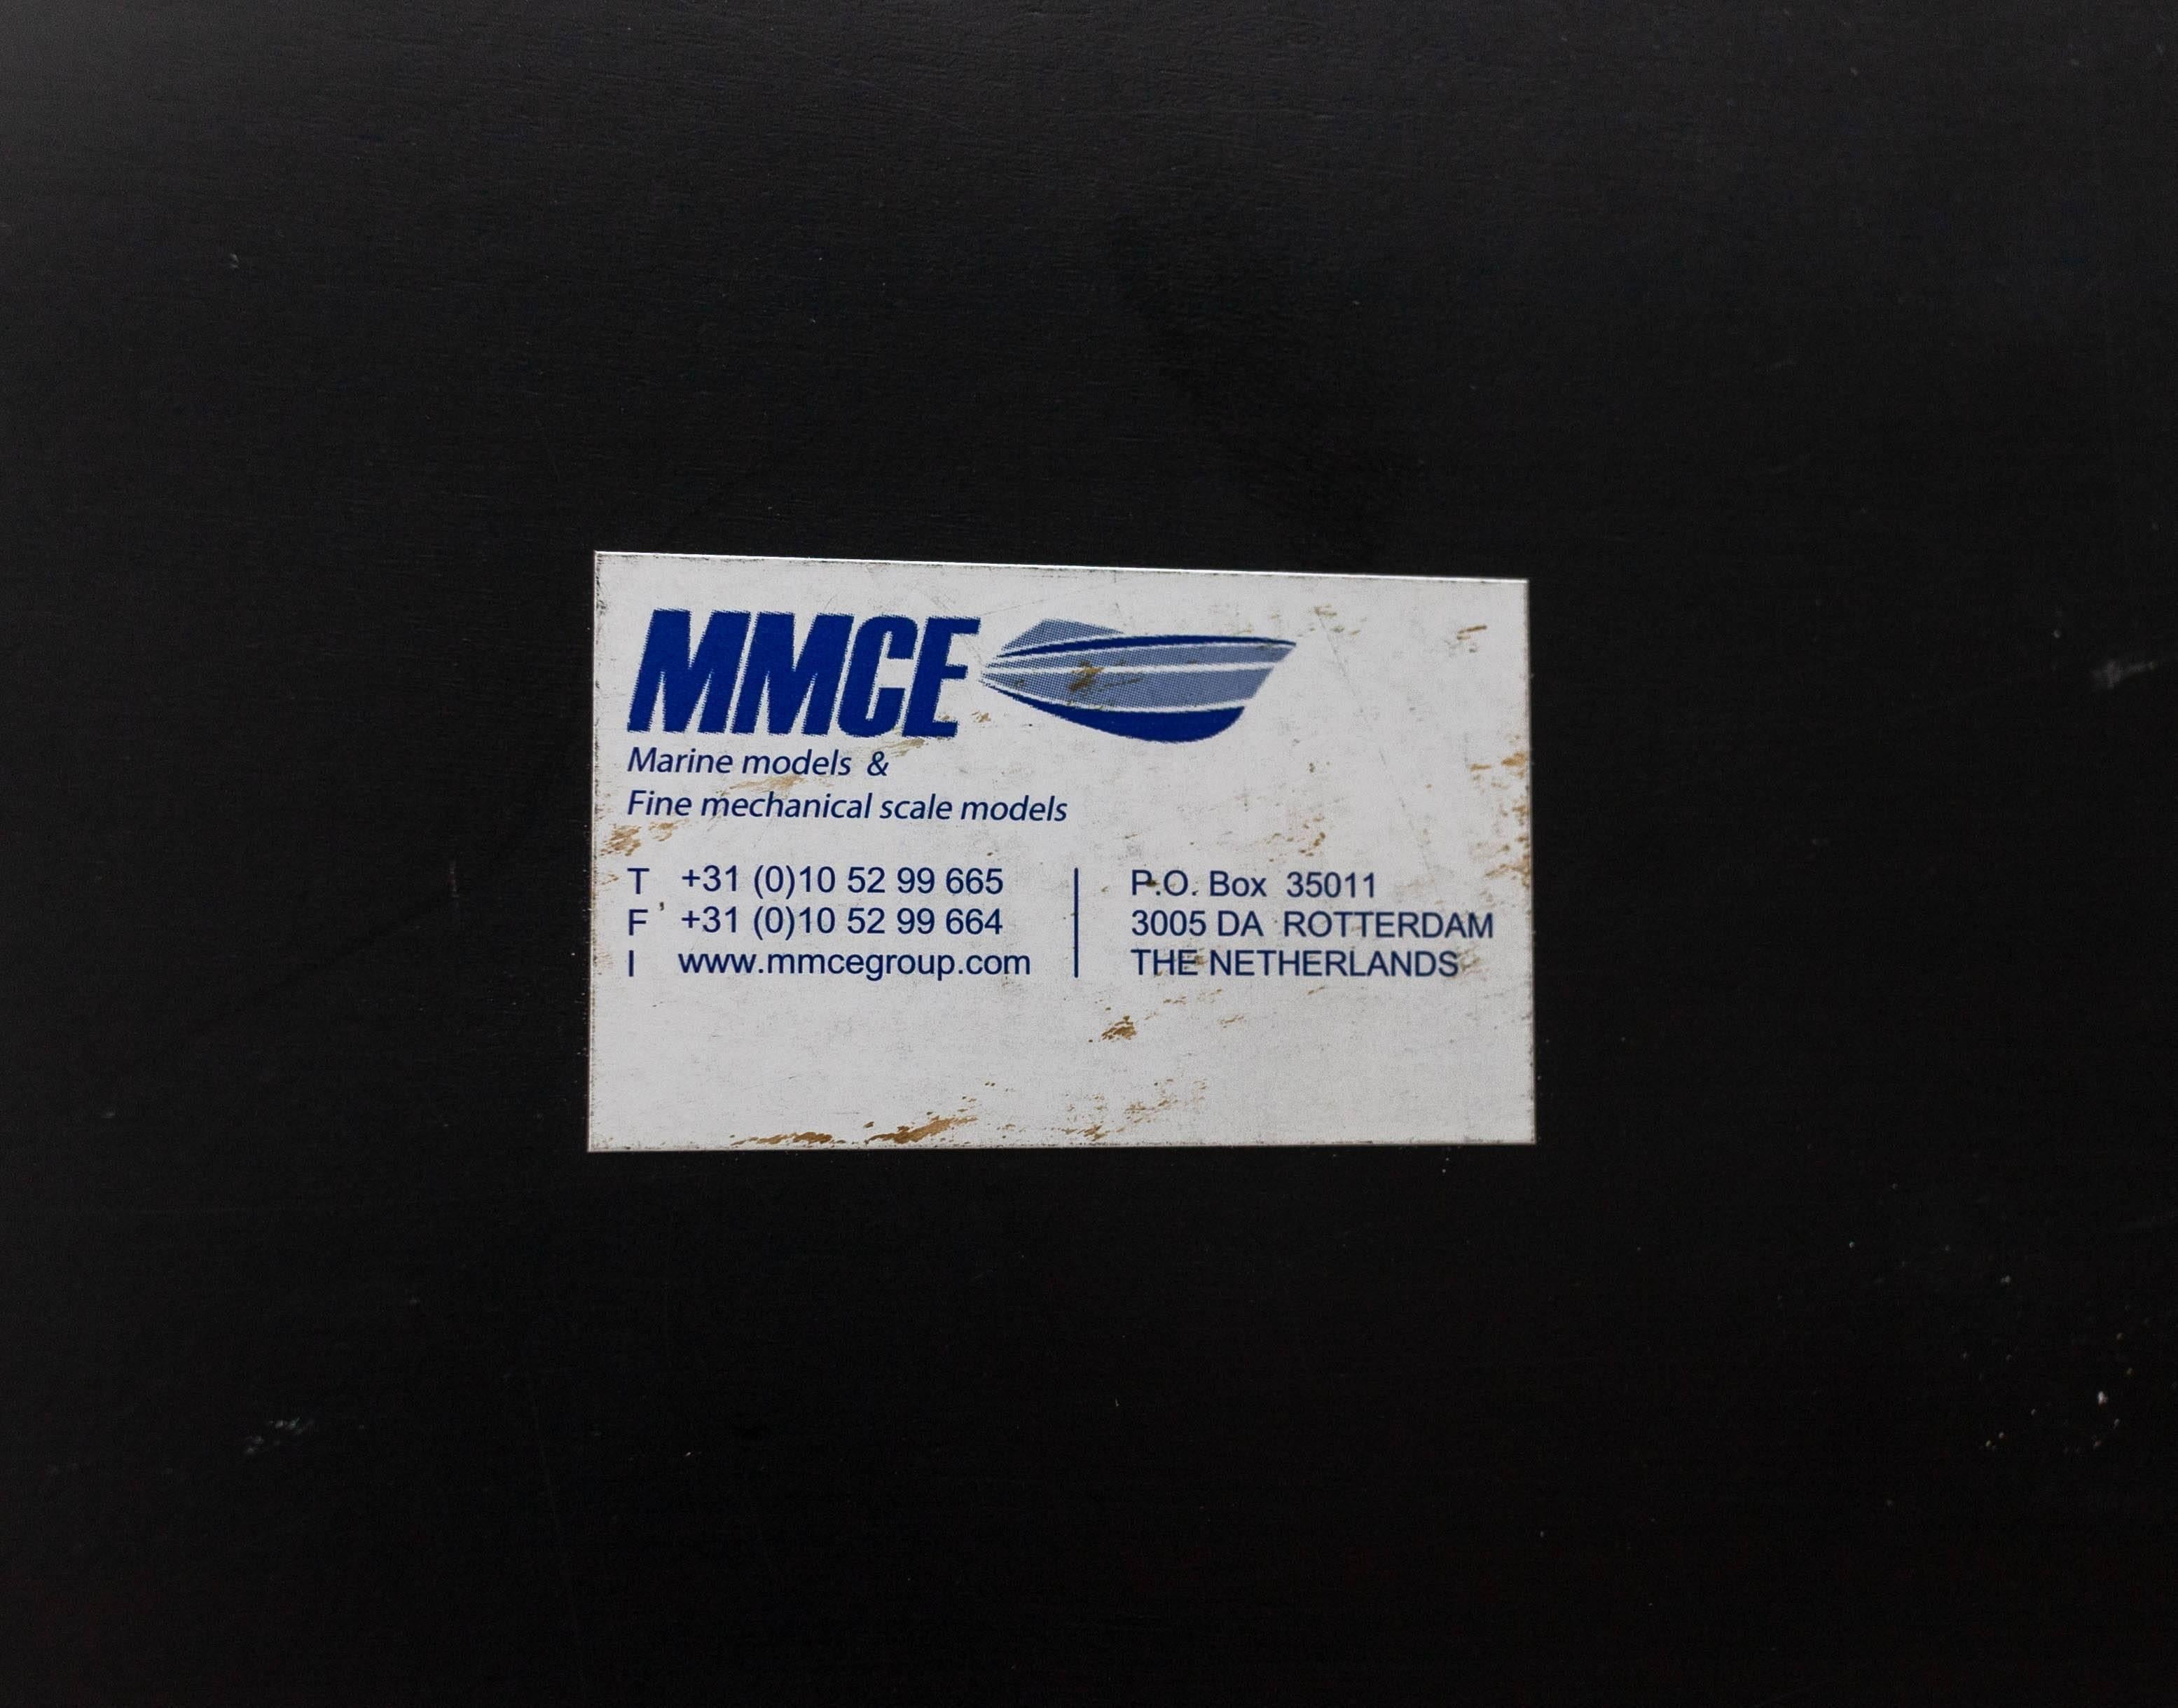 MMCE
Marine models &
Fine mechanical scale models
T +31 (0)10 52 99 665
F +31 (0)10 52 99 664
I www.mmcegroup.com
P.O. Box 35011
3005 DA ROTTERDAM
THE NETHERLANDS